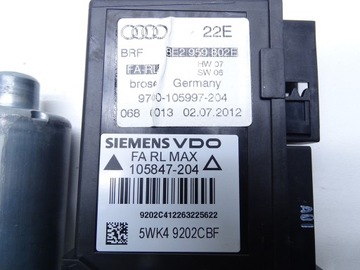 22E
BRF 8E2 959 802E
FA RL HW 07
SW 06
brose Germany
9700-105997-204
068 0013 02.07.2012
SIEMENS VDO
FA RL MAX
105847-204
9202C412263225622
5WK4 9202CBF